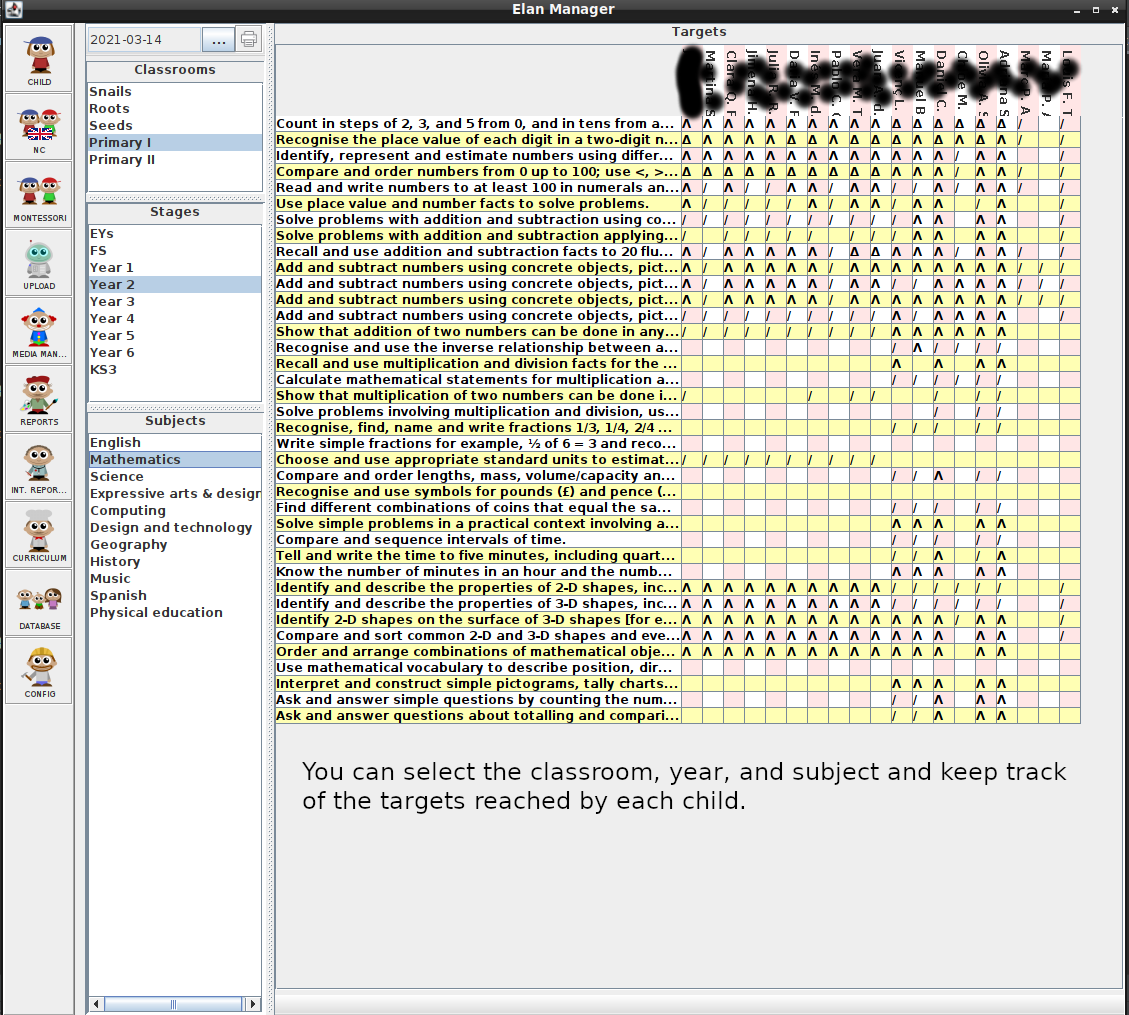 Elan Manager
CHILD
NC
MONTESSORI
UPLOAD
MEDIA MAN...
REPORTS
INT. REPOR...
CURRICULUM
DATABASE
CONFIG
2021-03-14
...
Classrooms
Snails
Roots
Seeds
Primary I
Primary II
Stages
EYs
FS
Year 1
Year 2
Year 3
Year 4
Year 5
Year 6
KS3
Subjects
English
Mathematics
Science
Expressive arts & design
Computing
Design and technology
Geography
History
Music
Spanish
Physical education
Targets
Count in steps of 2, 3, and 5 from 0, and in tens from a...
Recognise the place value of each digit in a two-digit n...
Identify, represent and estimate numbers using differ...
Compare and order numbers from 0 up to 100; use <, >...
Read and write numbers to at least 100 in numerals an...
Use place value and number facts to solve problems.
Solve problems with addition and subtraction using co...
Solve problems with addition and subtraction applying...
Recall and use addition and subtraction facts to 20 flu...
Add and subtract numbers using concrete objects, pict...
Add and subtract numbers using concrete objects, pict...
Add and subtract numbers using concrete objects, pict...
Add and subtract numbers using concrete objects, pict...
Show that addition of two numbers can be done in any...
Recognise and use the inverse relationship between a...
Recall and use multiplication and division facts for the ...
Calculate mathematical statements for multiplication a...
Show that multiplication of two numbers can be done i...
Solve problems involving multiplication and division, us...
Recognise, find, name and write fractions 1/3, 1/4, 2/4 ...
Write simple fractions for example, ½ of 6 = 3 and reco...
Choose and use appropriate standard units to estimat...
Compare and order lengths, mass, volume/capacity an...
Recognise and use symbols for pounds (£) and pence (...
Find different combinations of coins that equal the sa...
Solve simple problems in a practical context involving a...
Compare and sequence intervals of time.
Tell and write the time to five minutes, including quart...
Know the number of minutes in an hour and the numb...
Identify and describe the properties of 2-D shapes, inc...
Identify and describe the properties of 3-D shapes, inc...
Identify 2-D shapes on the surface of 3-D shapes [for e...
Compare and sort common 2-D and 3-D shapes and eve...
Order and arrange combinations of mathematical obje...
Use mathematical vocabulary to describe position, dir...
Interpret and construct simple pictograms, tally charts...
Ask and answer simple questions by counting the num...
Ask and answer questions about totalling and compari...
You can select the classroom, year, and subject and keep track
of the targets reached by each child.